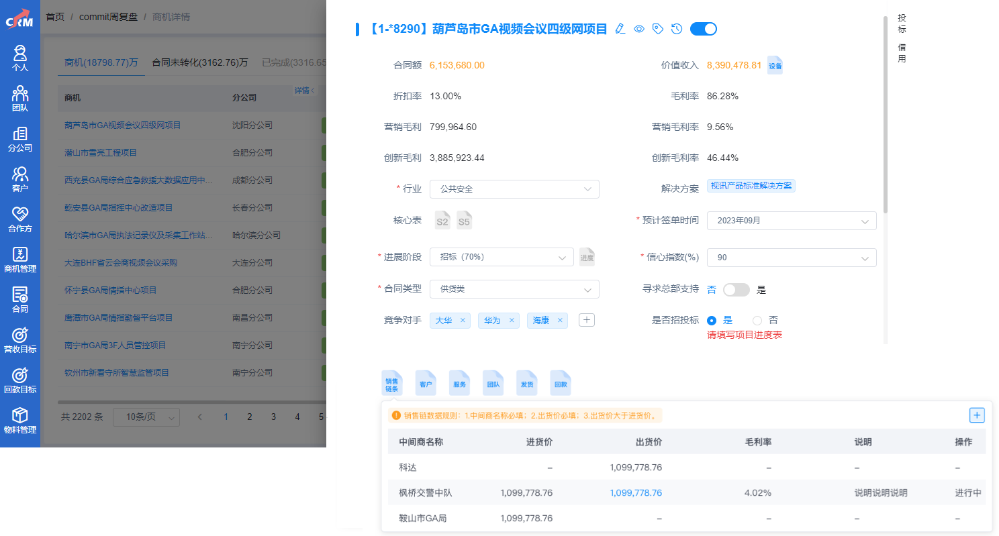 CRM
个人
团队
分公司
客户
合作方
商机管理
合同
营收目标
回款目标
物料管理
首页 / commit周复盘 / 商机详情
商机(18798.77)万 合同未转化(3162.76)万 已完成(3316.65
商机 分公司 详情
葫芦岛市GA视频会议四级网项目 沈阳分公司
潜山市雪亮工程项目 合肥分公司
西充县GA局综合应急救援大数据应用中... 成都分公司
乾安县GA局指挥中心改造项目 长春分公司
哈尔滨市GA局执法记录仪及采集工作站... 哈尔滨分公司
大连BHF省云会商视频会议采购 大连分公司
怀宁县GA局情指中心项目 合肥分公司
鹰潭市GA局情指勤督平台项目 南昌分公司
南宁市GA局3F人员管控项目 南宁分公司
钦州市新看守所智慧监管项目 南宁分公司
共 2202 条 10条/页 < 1 2 3 4 5
【1-*8290】葫芦岛市GA视频会议四级网项目
合同额 6,153,680.00 价值收入 8,390,478.81 设备
折扣率 13.00% 毛利率 86.28%
营销毛利 799,964.60 营销毛利率 9.56%
创新毛利 3,885,923.44 创新毛利率 46.44%
* 行业 公共安全 解决方案 视讯产品标准解决方案
核心表 S2 S5 * 预计签单时间 2023年09月
* 进展阶段 招标（70%） 进度 * 信心指数(%) 90
* 合同类型 供货类 寻求总部支持 否 是
竞争对手 大华 × 华为 × 海康 × + 是否招投标 是 否
请填写项目进度表
投标
借用
销售链条 客户 服务 团队 发货 回款
销售链数据规则：1.中间商名称必填；2.出货价必填；3.出货价大于进货价。 +
中间商名称 进货价 出货价 毛利率 说明 操作
科达 – 1,099,778.76 – – –
枫桥交警中队 1,099,778.76 1,099,778.76 4.02% 说明说明说明 进行中
鞍山市GA局 1,099,778.76 – – – –